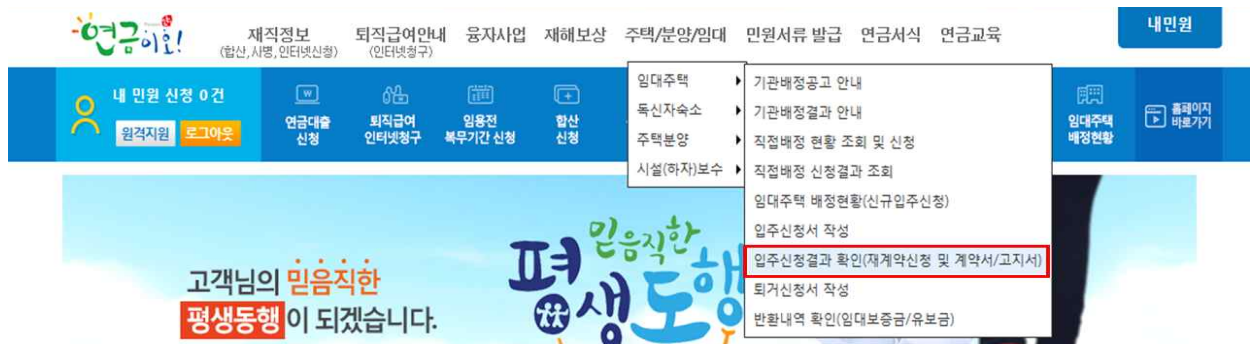 연금이요!
재직정보
(합산,사병,인터넷신청)
퇴직급여안내
(인터넷청구)
융자사업
재해보상
주택/분양/임대
민원서류 발급
연금서식
연금교육
내민원
내 민원 신청 0 건
원격지원
로그아웃
연금대출
신청
퇴직급여
인터넷청구
임용전
복무기간 신청
합산
신청
임대주택
독신자숙소
주택분양
시설(하자)보수
기관배정공고 안내
기관배정결과 안내
직접배정 현황 조회 및 신청
직접배정 신청결과 조회
임대주택 배정현황(신규입주신청)
입주신청서 작성
입주신청결과 확인(재계약신청 및 계약서/고지서)
퇴거신청서 작성
반환내역 확인(임대보증금/유보금)
임대주택
배정현황
홈페이지
바로가기
고객님의 믿음직한
평생동행이 되겠습니다.
믿음직한
평생도행